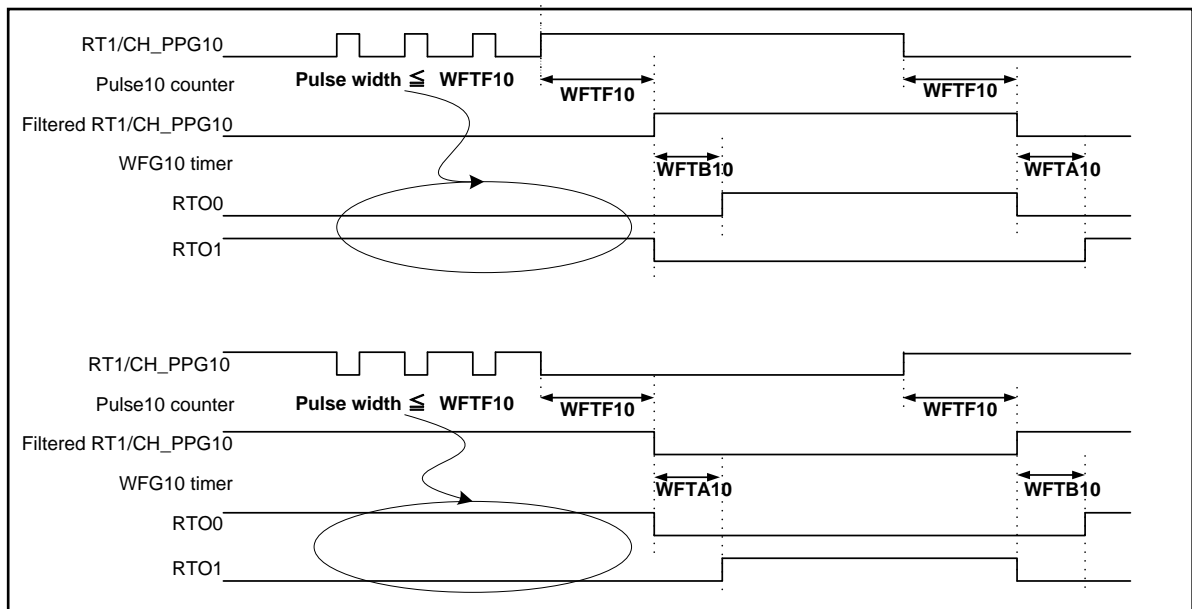 RT1/CH_PPG10
Pulse10 counter
Pulse width ≦ WFTF10
WFTF10
WFTF10
Filtered RT1/CH_PPG10
WFG10 timer
WFTB10
WFTA10
RTO0
RTO1
RT1/CH_PPG10
Pulse10 counter
Pulse width ≦ WFTF10
WFTF10
WFTF10
Filtered RT1/CH_PPG10
WFG10 timer
WFTA10
WFTB10
RTO0
RTO1